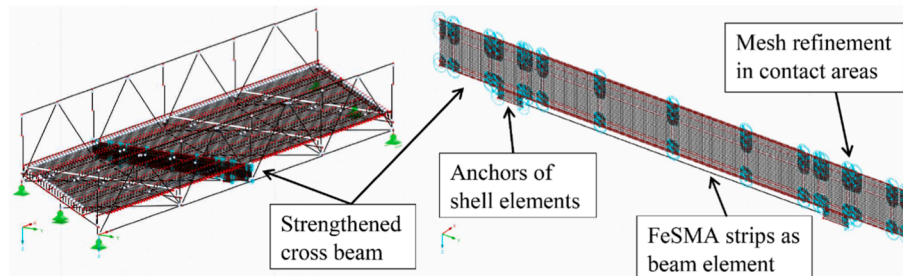 Strengthened
cross beam
Anchors of
shell elements
Mesh refinement
in contact areas
FeSMA strips as
beam element